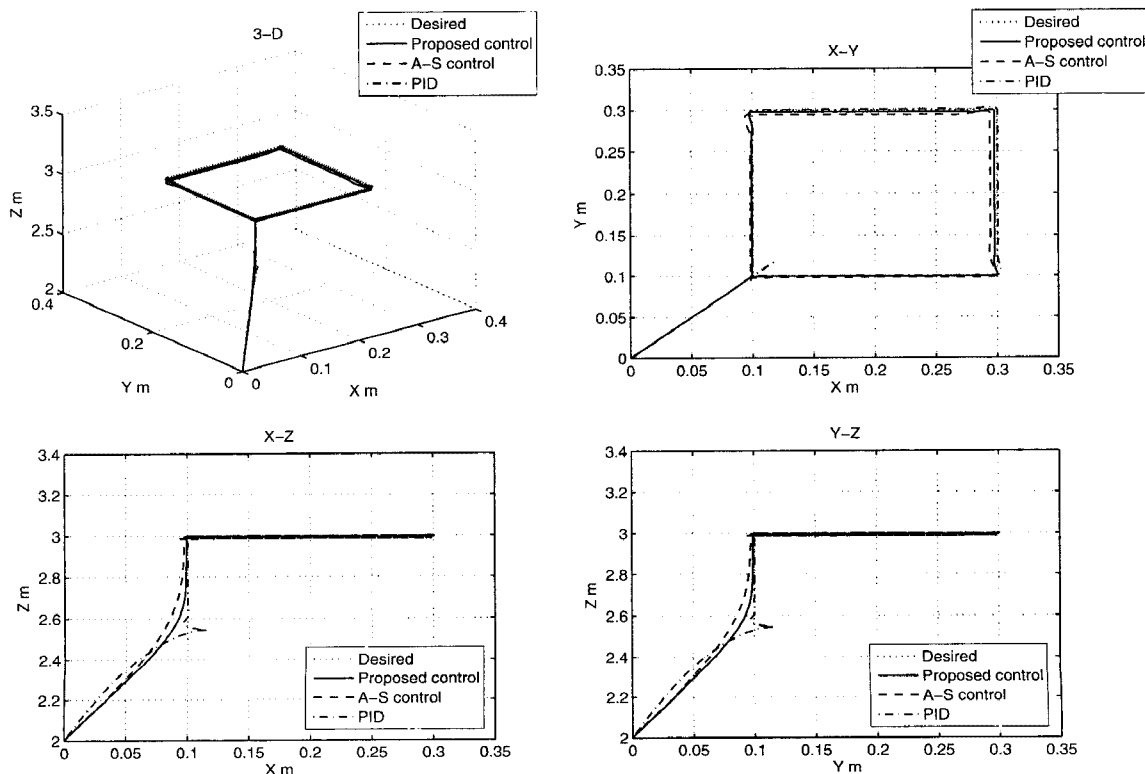 3–D
Desired
Proposed control
A–S control
PID
3.5
3
2.5
2
Z m
0.4
0.2
0
Y m
0
0.1
0.2
0.3
0.4
X m
X–Y
Desired
Proposed control
A–S control
PID
0.35
0.3
0.25
0.2
0.15
0.1
0.05
0
Y m
0
0.05
0.1
0.15
0.2
0.25
0.3
0.35
X m
X–Z
3.4
3.2
3
2.8
2.6
2.4
2.2
2
Z m
Desired
Proposed control
A–S control
PID
0
0.05
0.1
0.15
0.2
0.25
0.3
0.35
X m
Y–Z
3.4
3.2
3
2.8
2.6
2.4
2.2
2
Z m
Desired
Proposed control
A–S control
PID
0
0.05
0.1
0.15
0.2
0.25
0.3
0.35
Y m